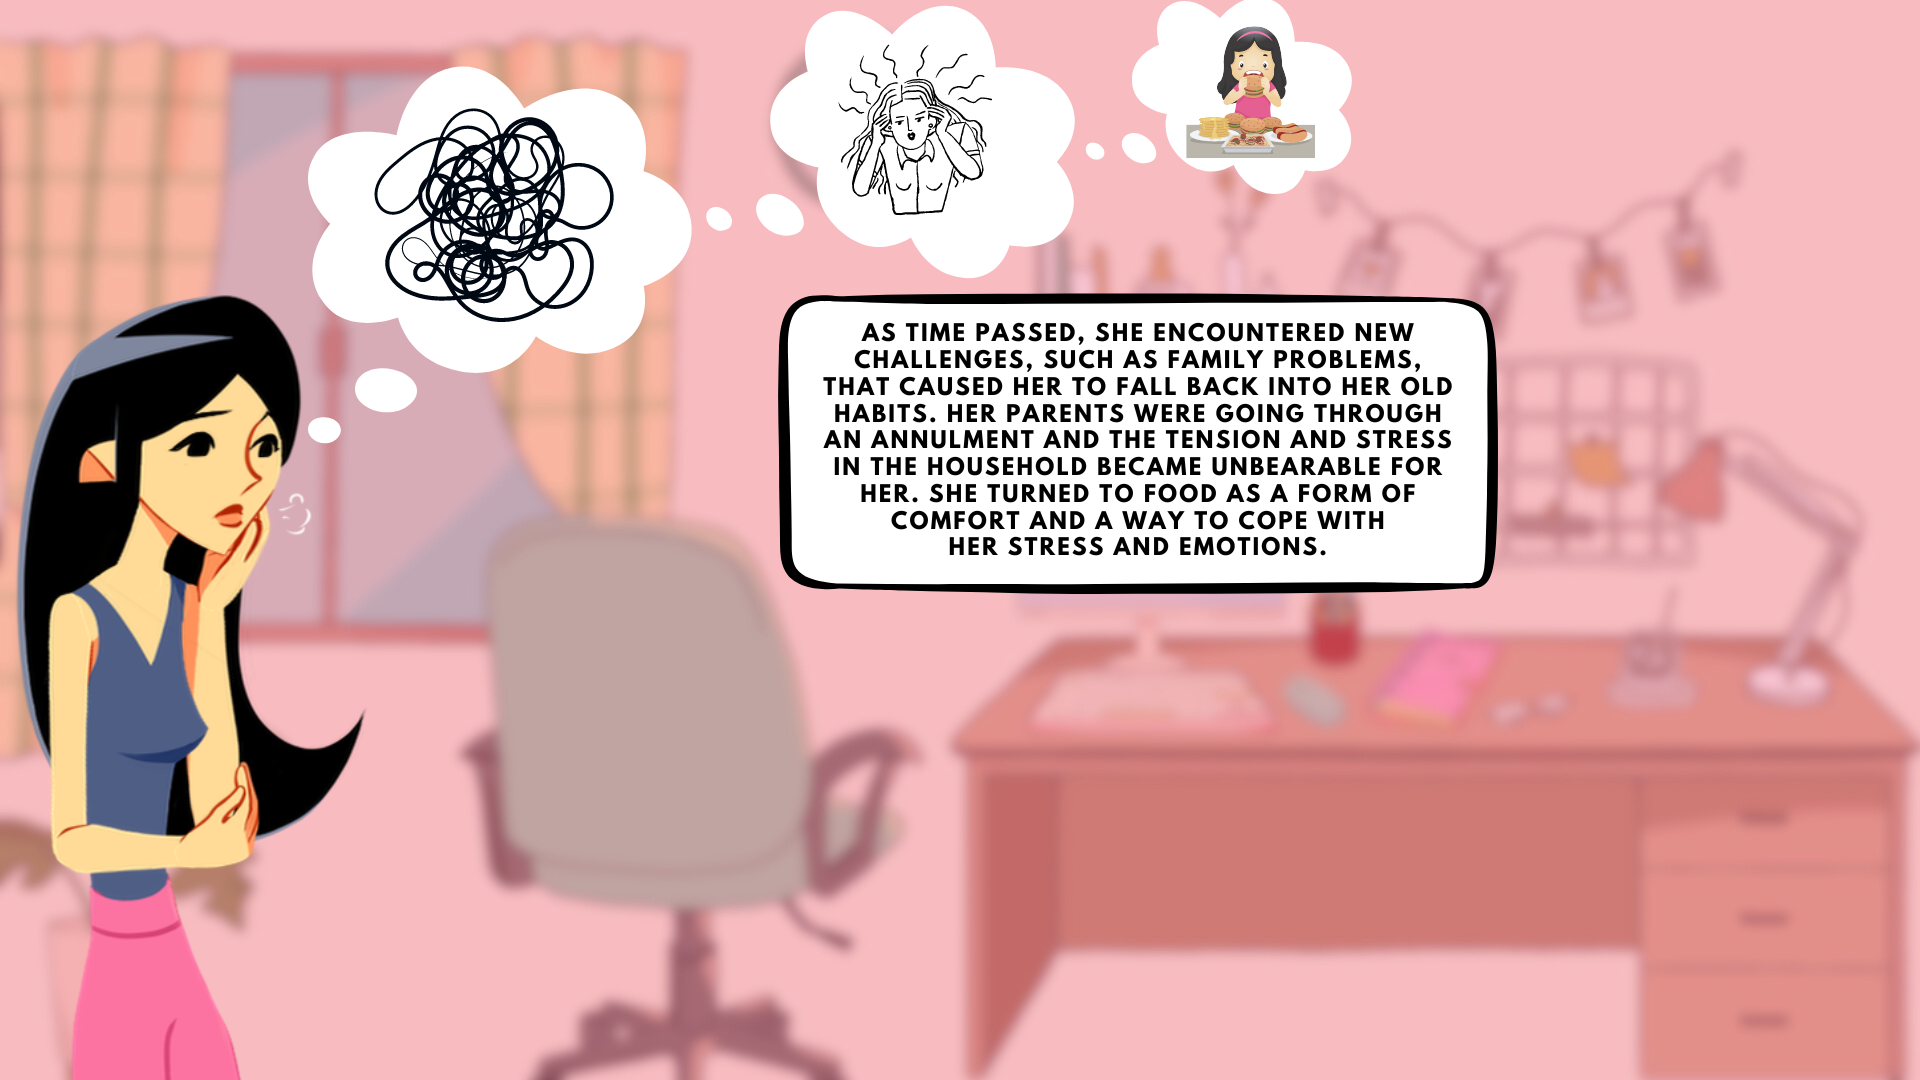 AS TIME PASSED, SHE ENCOUNTERED NEW
CHALLENGES, SUCH AS FAMILY PROBLEMS,
THAT CAUSED HER TO FALL BACK INTO HER OLD
HABITS. HER PARENTS WERE GOING THROUGH
AN ANNULMENT AND THE TENSION AND STRESS
IN THE HOUSEHOLD BECAME UNBEARABLE FOR
HER. SHE TURNED TO FOOD AS A FORM OF
COMFORT AND A WAY TO COPE WITH
HER STRESS AND EMOTIONS.